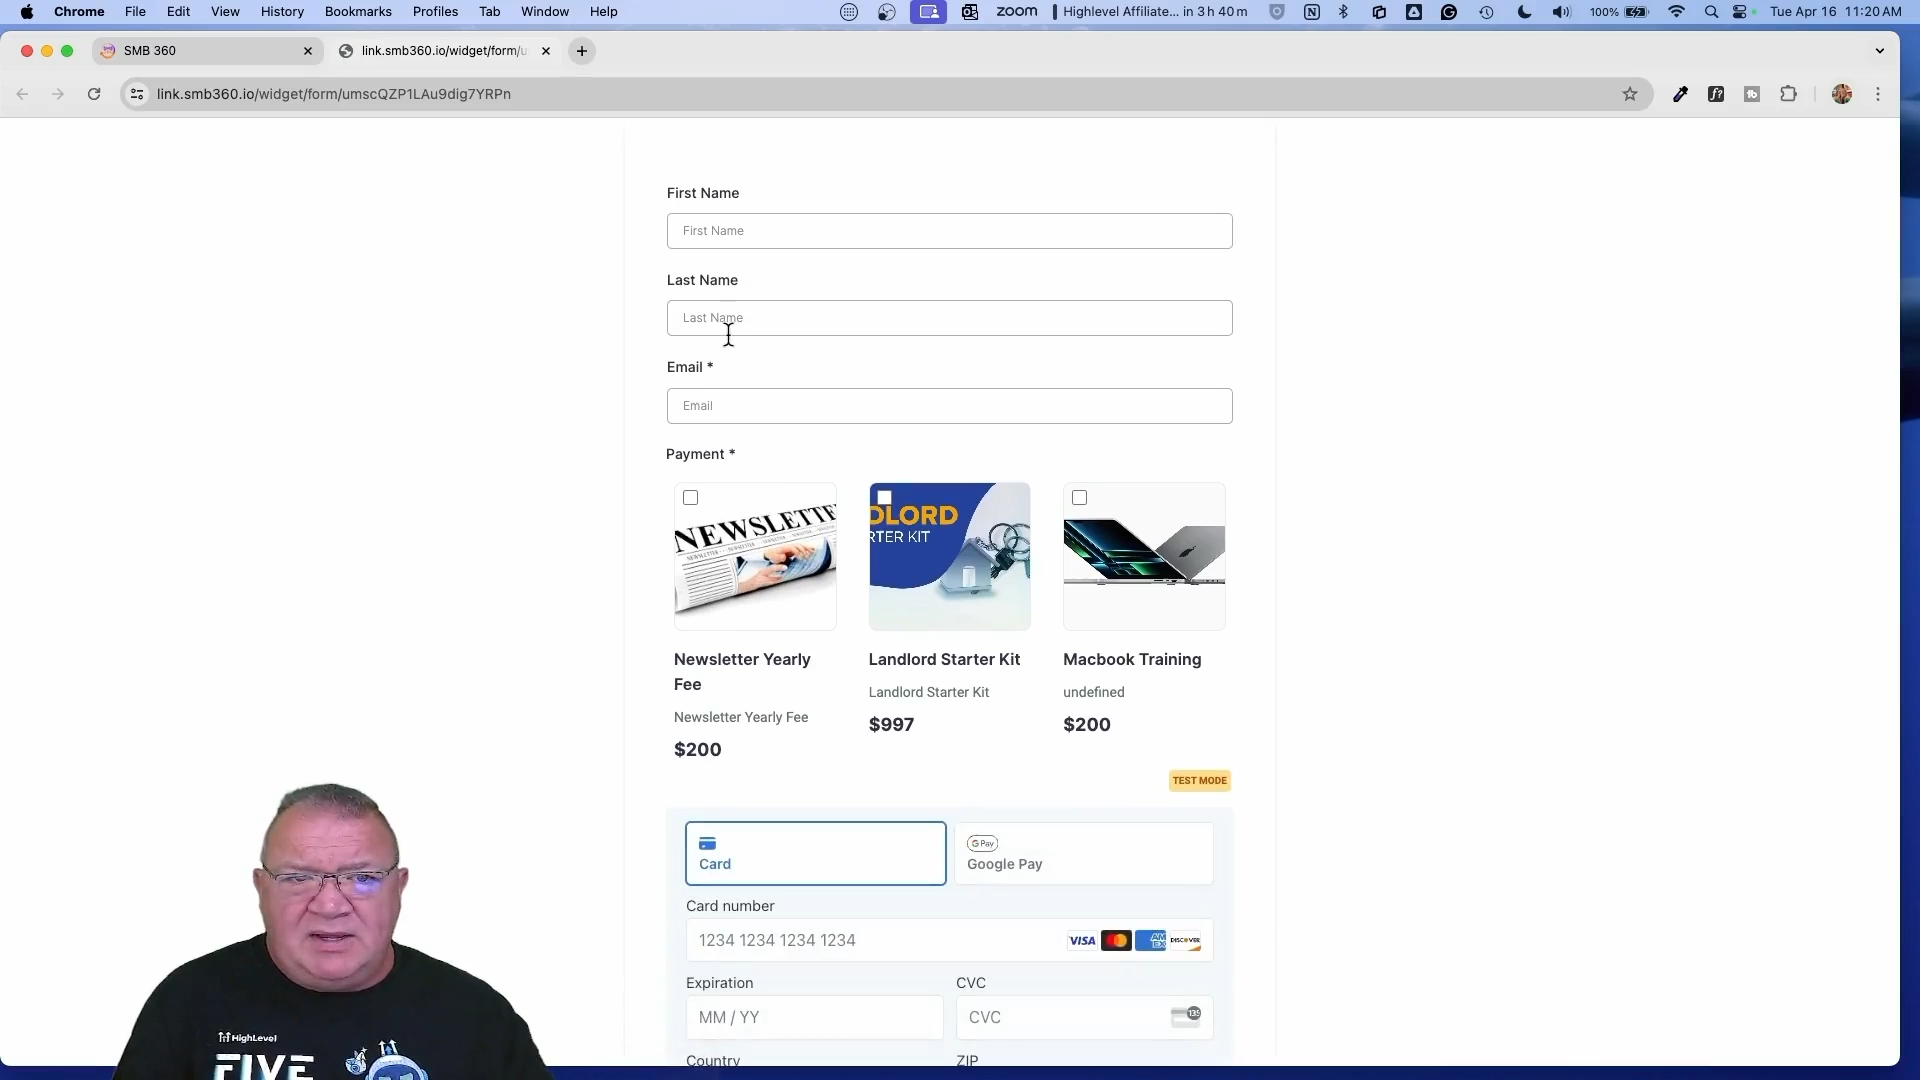 Chrome File Edit View History Bookmarks Profiles Tab Window Help zoom Highlevel Affiliate... in 3 h 40 m 100% Tue Apr 16 11:20 AM
SMB 360 link.smb360.io/widget/form/u
link.smb360.io/widget/form/umscQZP1LAu9dig7YRPn
First Name
First Name
Last Name
Last Name
Email *
Email
Payment *
NEWSLETTE
DLORD
RTER KIT
Newsletter Yearly
Fee
Newsletter Yearly Fee
$200
Landlord Starter Kit
Landlord Starter Kit
$997
Macbook Training
undefined
$200
TEST MODE
Card
G Pay
Google Pay
Card number
1234 1234 1234 1234
VISA AM EX DISCOVER
Expiration
CVC
MM / YY
CVC
135
Country
ZIP
HighLevel
FIVE